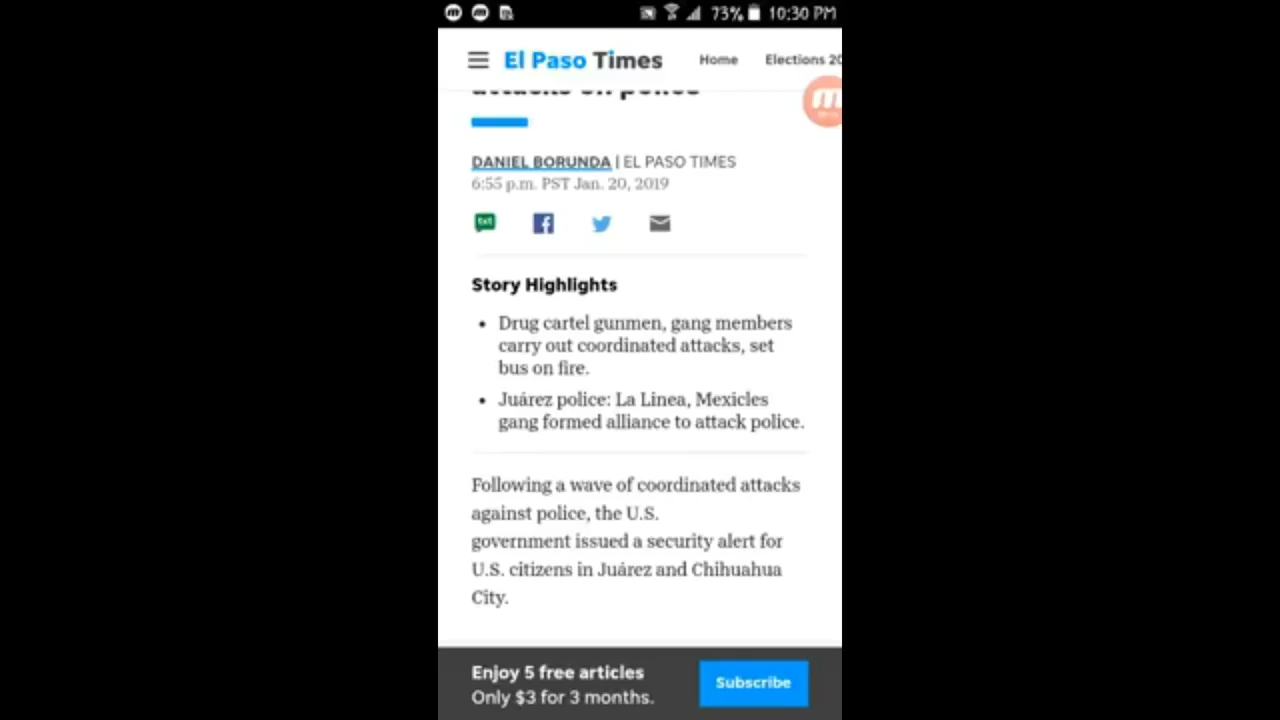 73% 10:30 PM
El Paso Times Home Elections 20
attacks on police
DANIEL BORUNDA | EL PASO TIMES
6:55 p.m. PST Jan. 20, 2019
txt
Story Highlights
• Drug cartel gunmen, gang members
carry out coordinated attacks, set
bus on fire.
• Juárez police: La Linea, Mexicles
gang formed alliance to attack police.
Following a wave of coordinated attacks
against police, the U.S.
government issued a security alert for
U.S. citizens in Juárez and Chihuahua
City.
Enjoy 5 free articles
Only $3 for 3 months.
Subscribe